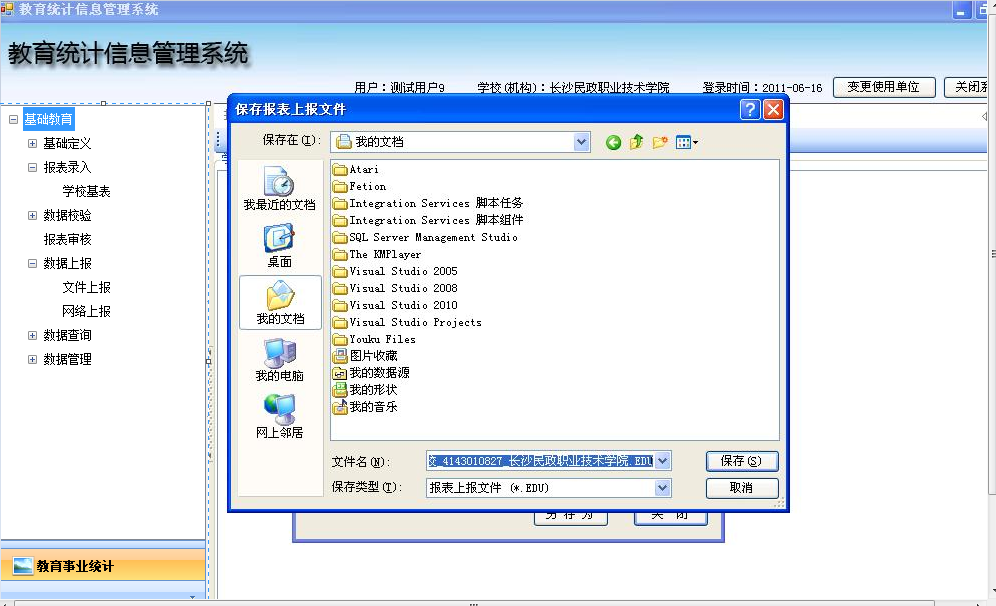 教育统计信息管理系统
教育统计信息管理系统
用户：测试用户9 学校(机构)：长沙民政职业技术学院 登录时间：2011-06-16 变更使用单位 关闭
基础教育
基础定义
报表录入
学校基表
数据校验
报表审核
数据上报
文件上报
网络上报
数据查询
数据管理
教育事业统计
保存报表上报文件
保存在(I)： 我的文档
我最近的文档
桌面
我的文档
我的电脑
网上邻居
Atari
Fetion
Integration Services 脚本任务
Integration Services 脚本组件
SQL Server Management Studio
The KMPlayer
Visual Studio 2005
Visual Studio 2008
Visual Studio 2010
Visual Studio Projects
Youku Files
图片收藏
我的数据源
我的形状
我的音乐
文件名(N)： _4143010827_长沙民政职业技术学院.EDU 保存(S)
保存类型(T)： 报表上报文件 (*.EDU) 取消
另 存 为 关 闭